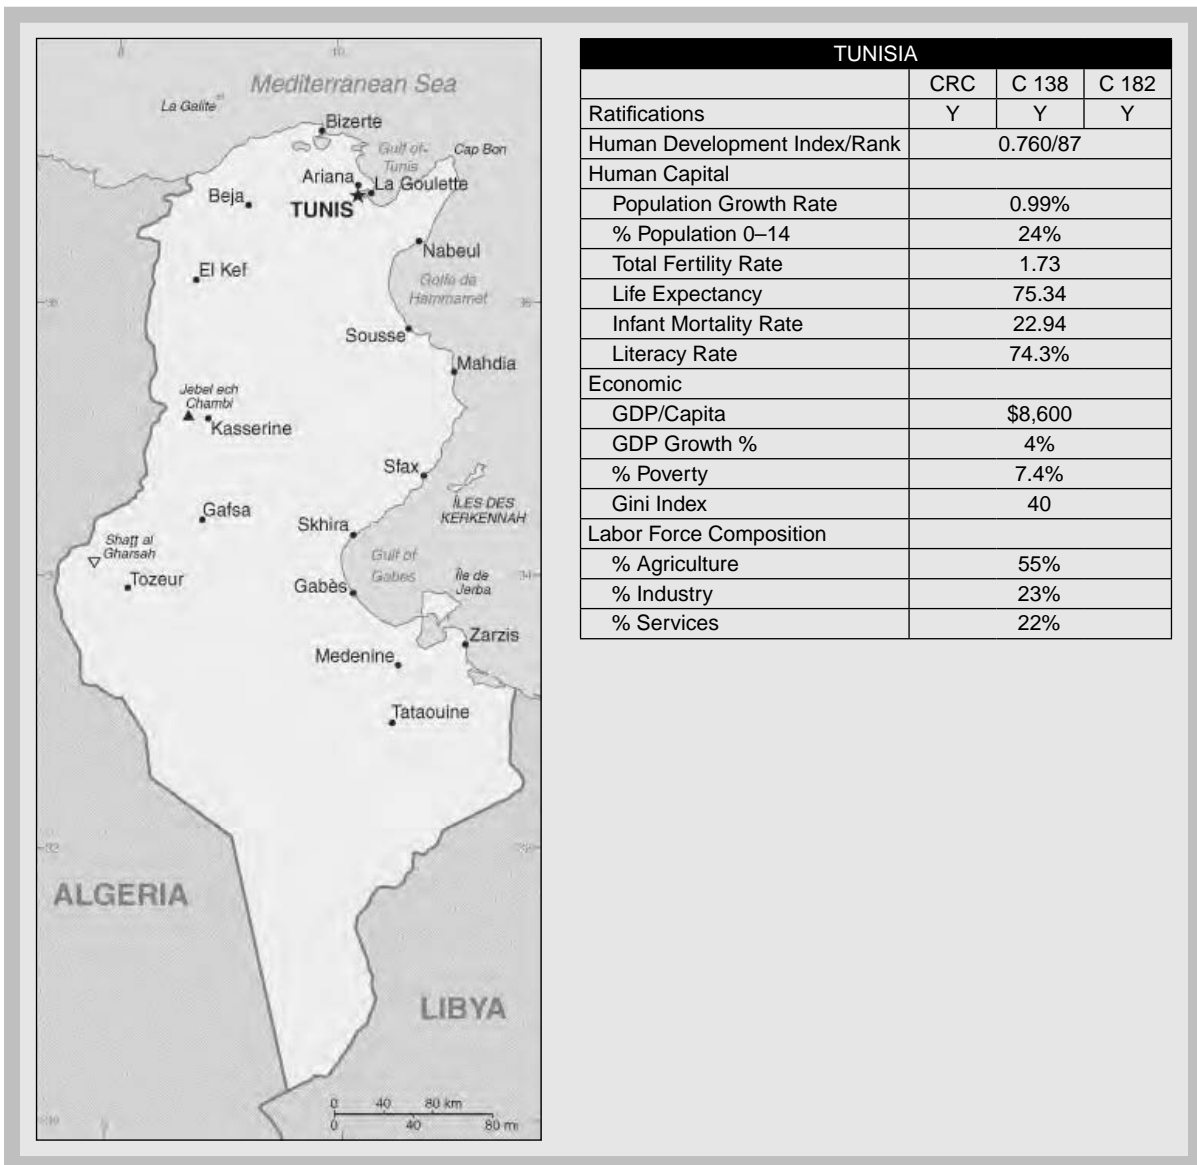 Mediterranean Sea
La Galite
Bizerte
Gulf of
Tunis
Cap Bon
Ariana
La Goulette
Beja
TUNIS
Nabeul
El Kef
Golfe de
Hammamet
Sousse
Mahdia
Jebel ech
Chambi
Kasserine
Sfax
ÎLES DES
KERKENNAH
Gafsa
Skhira
Shaţţ al
Gharsah
Gulf of
Gabes
Tozeur
Gabès
Île de
Jerba
34
Zarzis
Medenine
Tataouine
32
ALGERIA
LIBYA
0 40 80 km
0 40 80 mi
TUNISIA
CRC C 138 C 182
Ratifications Y Y Y
Human Development Index/Rank 0.760/87
Human Capital
Population Growth Rate 0.99%
% Population 0–14 24%
Total Fertility Rate 1.73
Life Expectancy 75.34
Infant Mortality Rate 22.94
Literacy Rate 74.3%
Economic
GDP/Capita $8,600
GDP Growth % 4%
% Poverty 7.4%
Gini Index 40
Labor Force Composition
% Agriculture 55%
% Industry 23%
% Services 22%